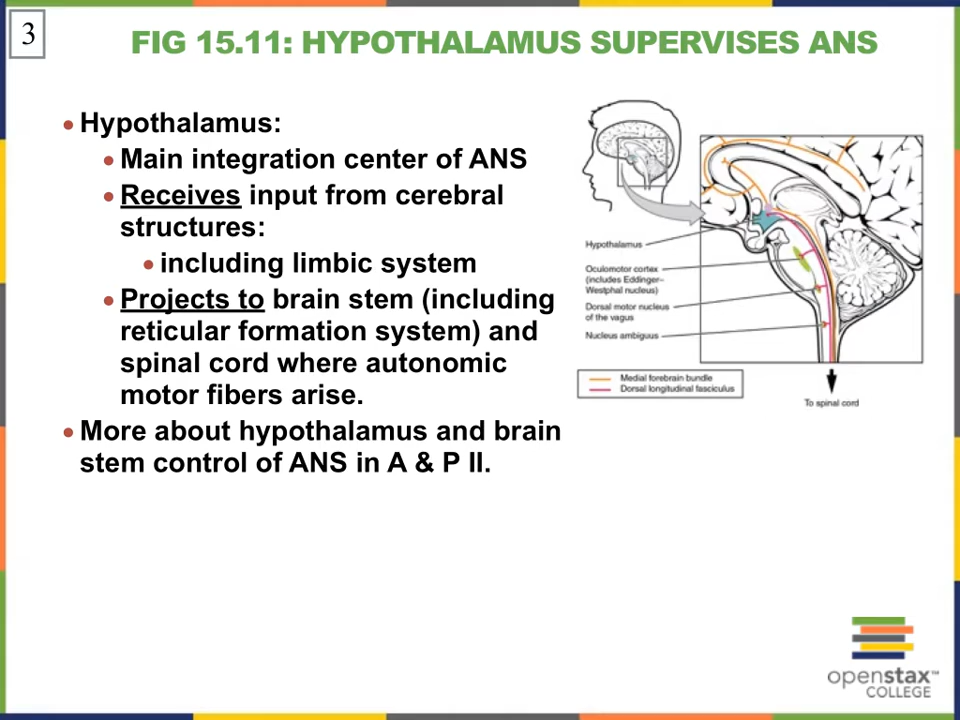 3
FIG 15.11: HYPOTHALAMUS SUPERVISES ANS
• Hypothalamus:
• Main integration center of ANS
• Receives input from cerebral
structures:
• including limbic system
• Projects to brain stem (including
reticular formation system) and
spinal cord where autonomic
motor fibers arise.
• More about hypothalamus and brain
stem control of ANS in A & P II.
Hypothalamus
Oculomotor cortex
(includes Eddinger–
Westphal nucleus)
Dorsal motor nucleus
of the vagus
Nucleus ambiguus
Medial forebrain bundle
Dorsal longitudinal fasciculus
To spinal cord
openstax™
COLLEGE